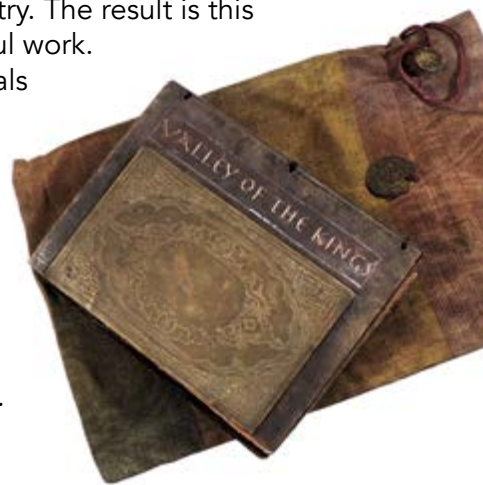 try. The result is this
ul work.
als
.
VALLEY OF THE KINGS